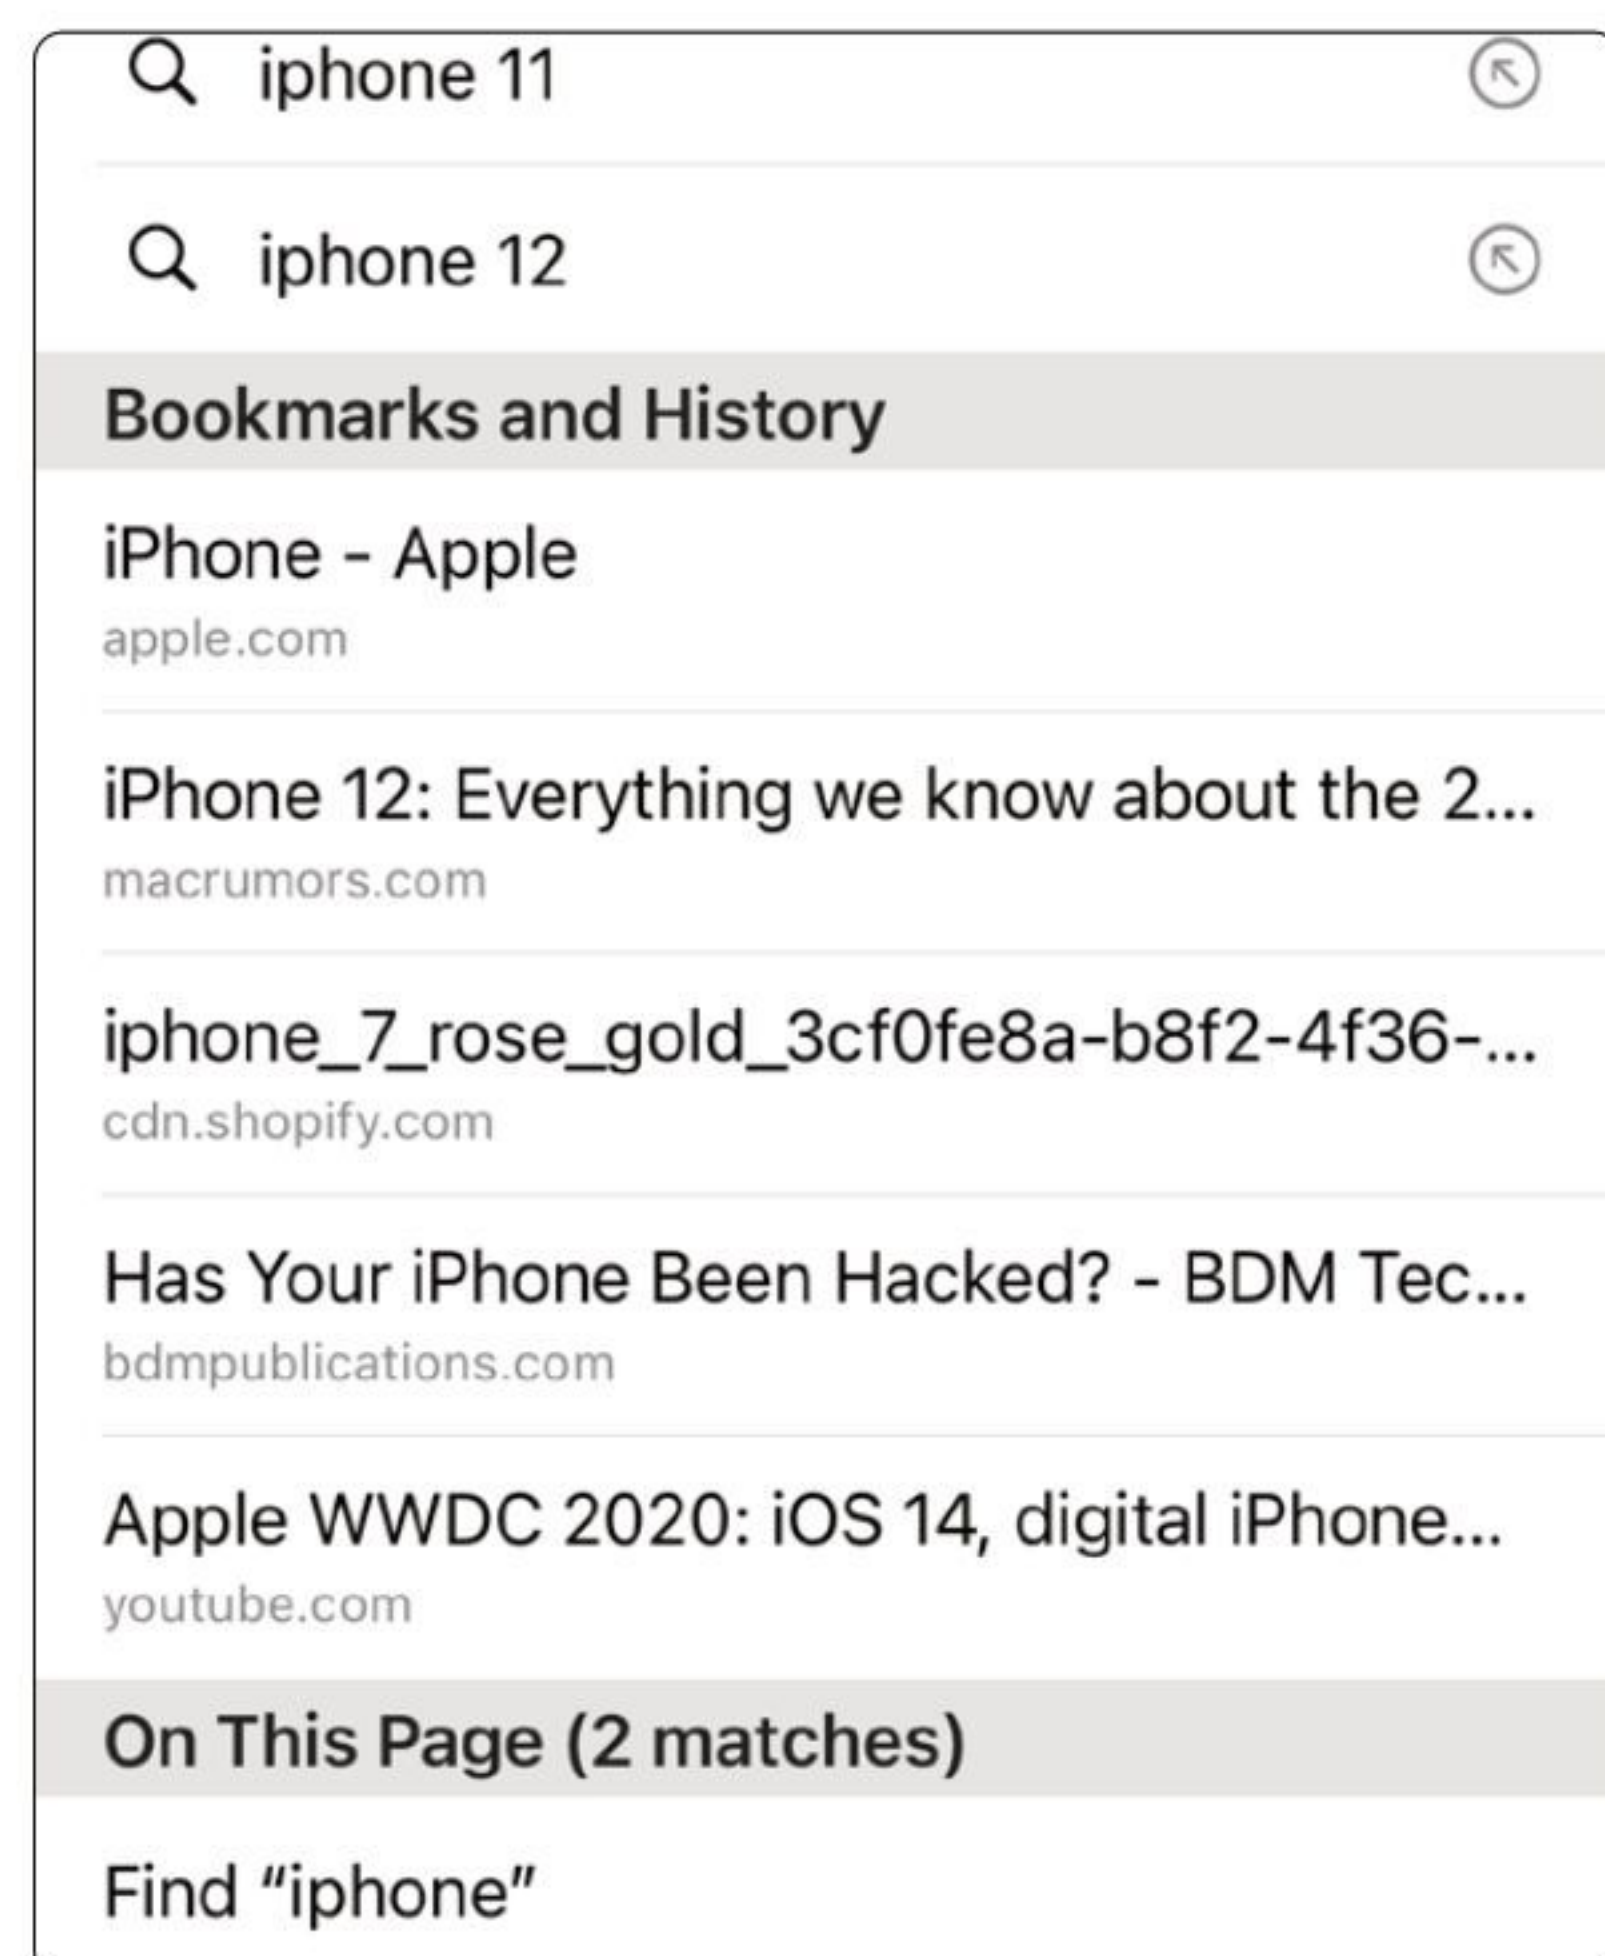 iphone 11
iphone 12
Bookmarks and History
iPhone - Apple
apple.com
iPhone 12: Everything we know about the 2...
macrumors.com
iphone_7_rose_gold_3cf0fe8a-b8f2-4f36-...
cdn.shopify.com
Has Your iPhone Been Hacked? - BDM Tec...
bdmpublications.com
Apple WWDC 2020: iOS 14, digital iPhone...
youtube.com
On This Page (2 matches)
Find “iphone”